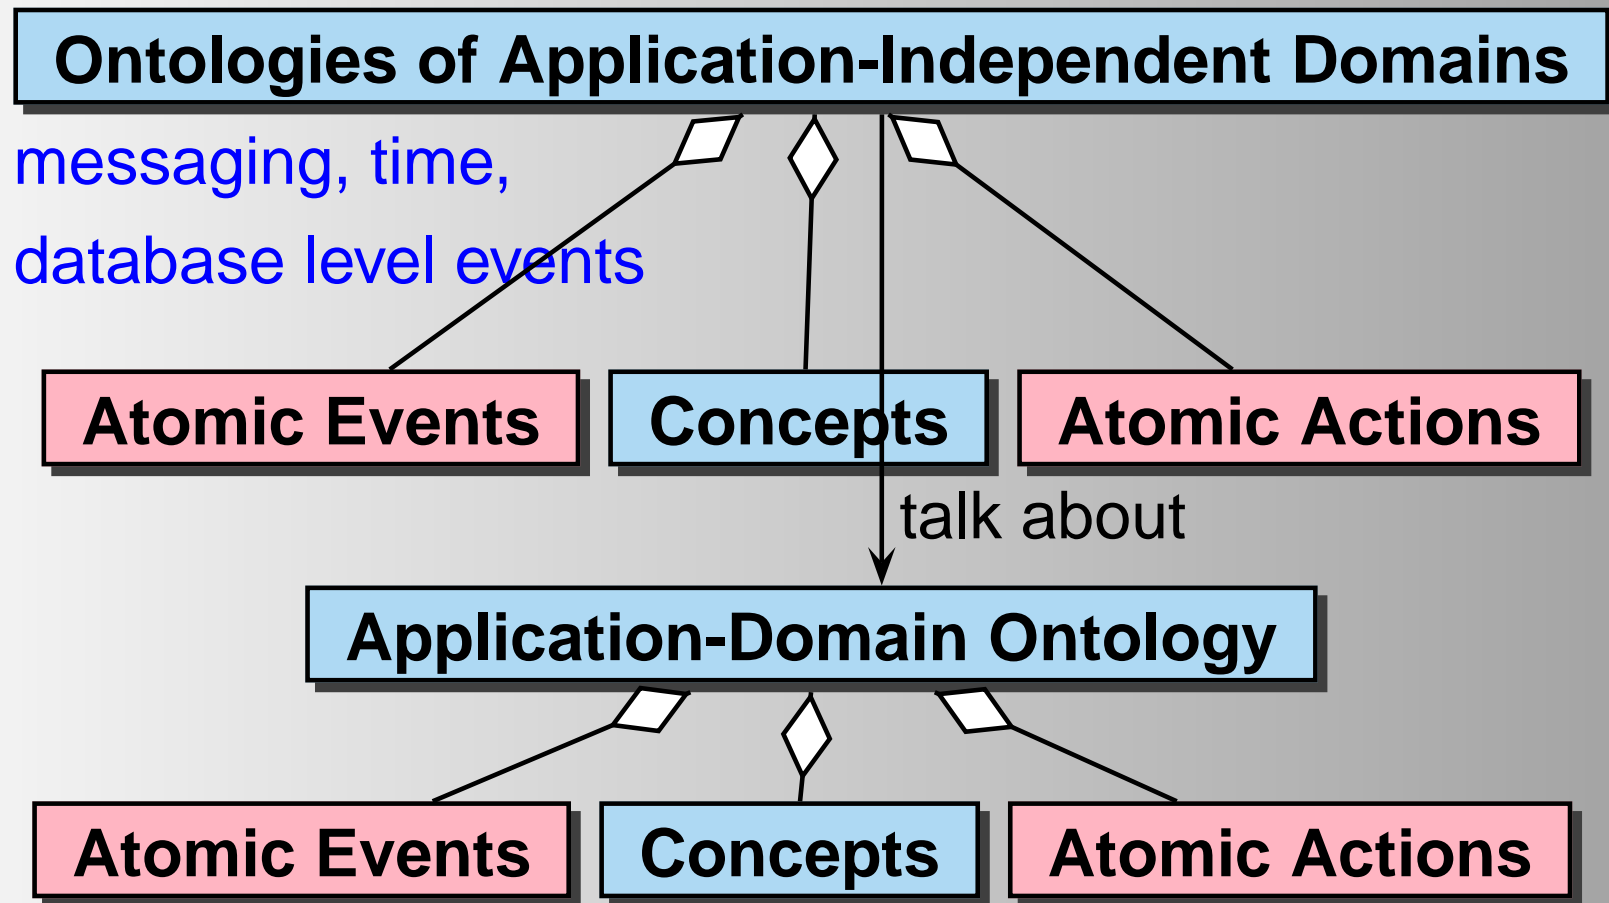 Ontologies of Application-Independent Domains
messaging, time,
database level events
Atomic Events
Concepts
Atomic Actions
talk about
Application-Domain Ontology
Atomic Events
Concepts
Atomic Actions